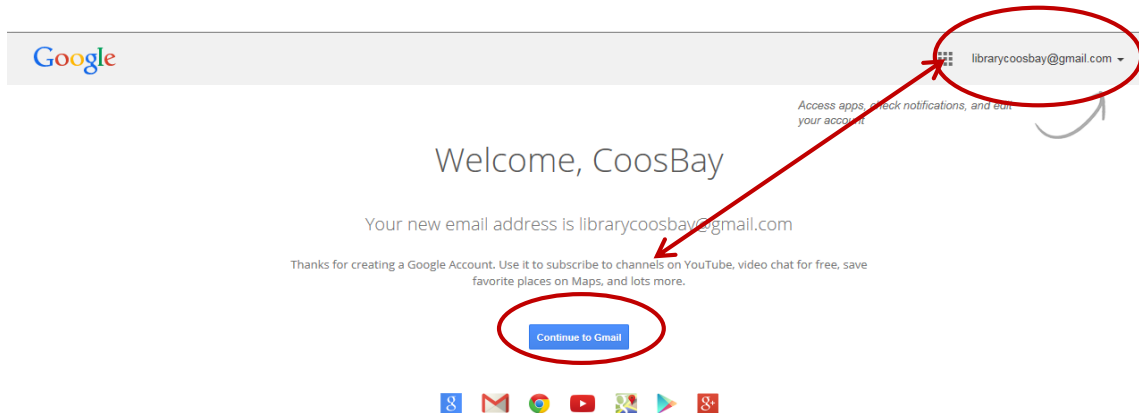 Google
librarycoosbay@gmail.com
Access apps, check notifications, and edit
your account
Welcome, CoosBay
Your new email address is librarycoosbay@gmail.com
Thanks for creating a Google Account. Use it to subscribe to channels on YouTube, video chat for free, save
favorite places on Maps, and lots more.
Continue to Gmail
8 8+